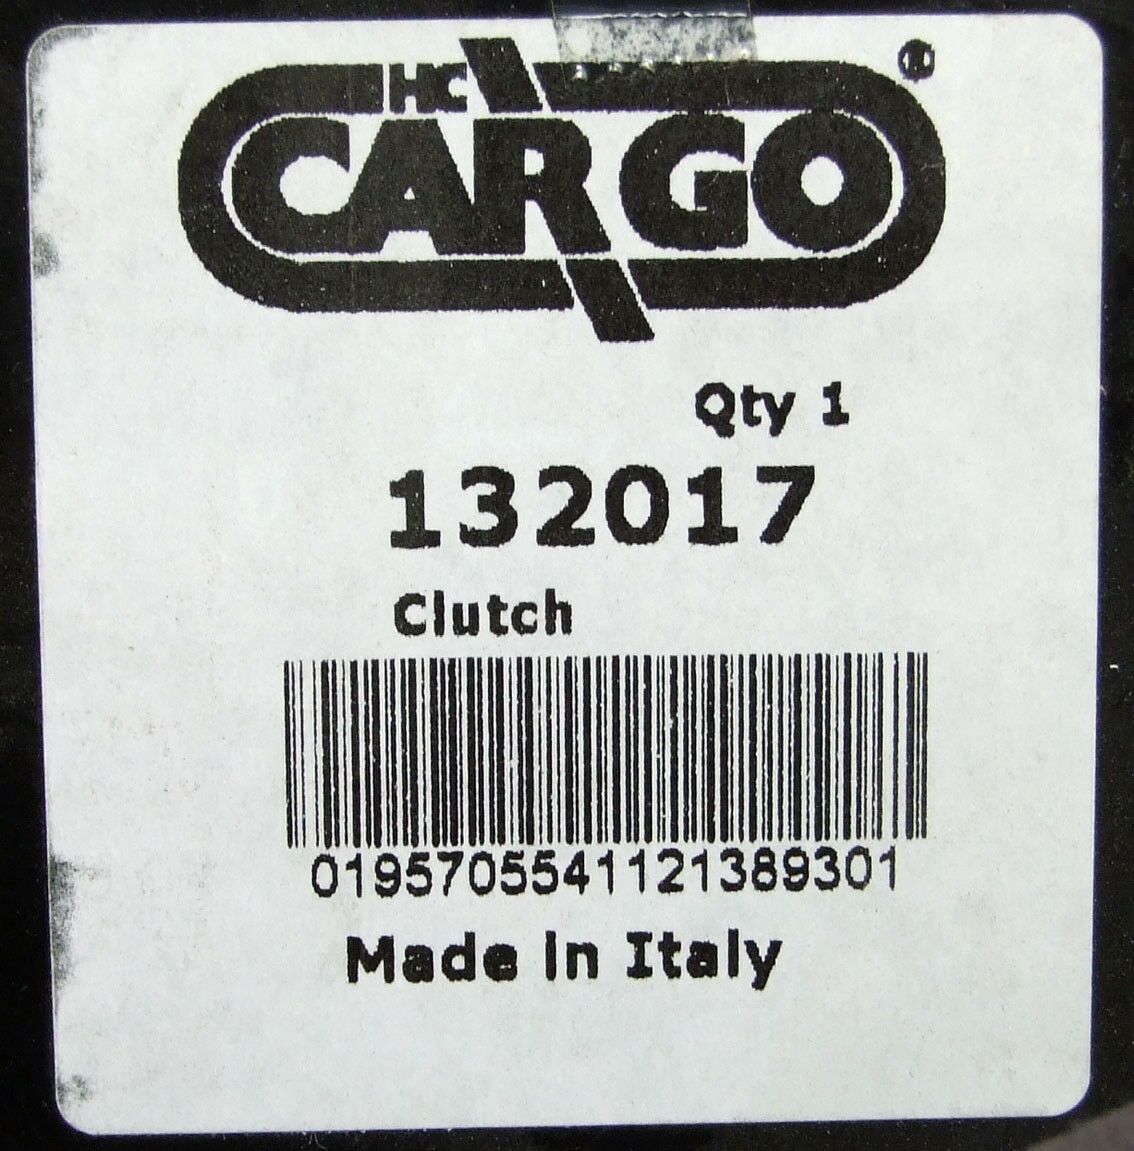 HC
CARGO®
Qty 1
132017
Clutch
0195705541121389301
Made in Italy